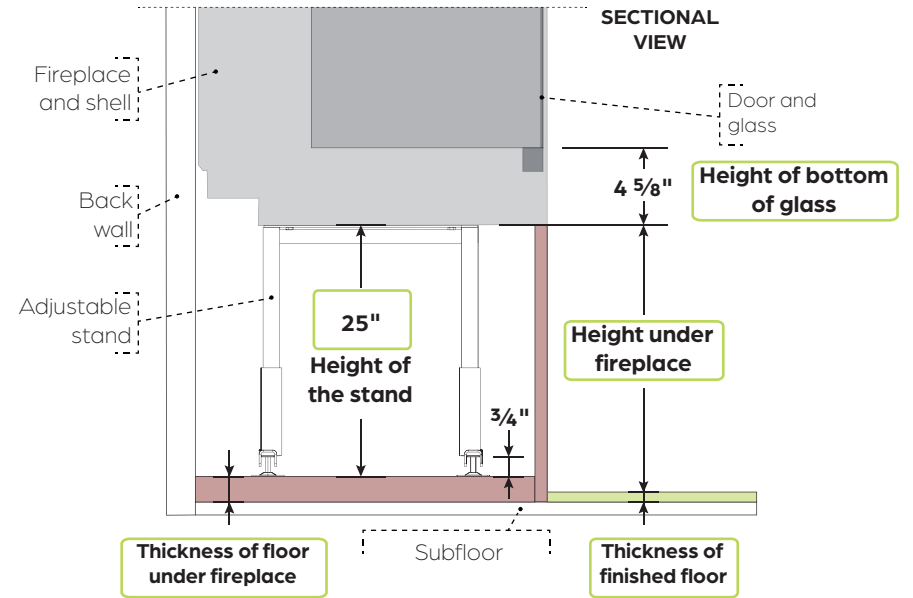 SECTIONAL
VIEW
Fireplace
and shell
Door and
glass
4 5⁄8"
Height of bottom
of glass
Back
wall
Adjustable
stand
25"
Height of
the stand
Height under
fireplace
3⁄4"
Thickness of floor
under fireplace
Subfloor
Thickness of
finished floor